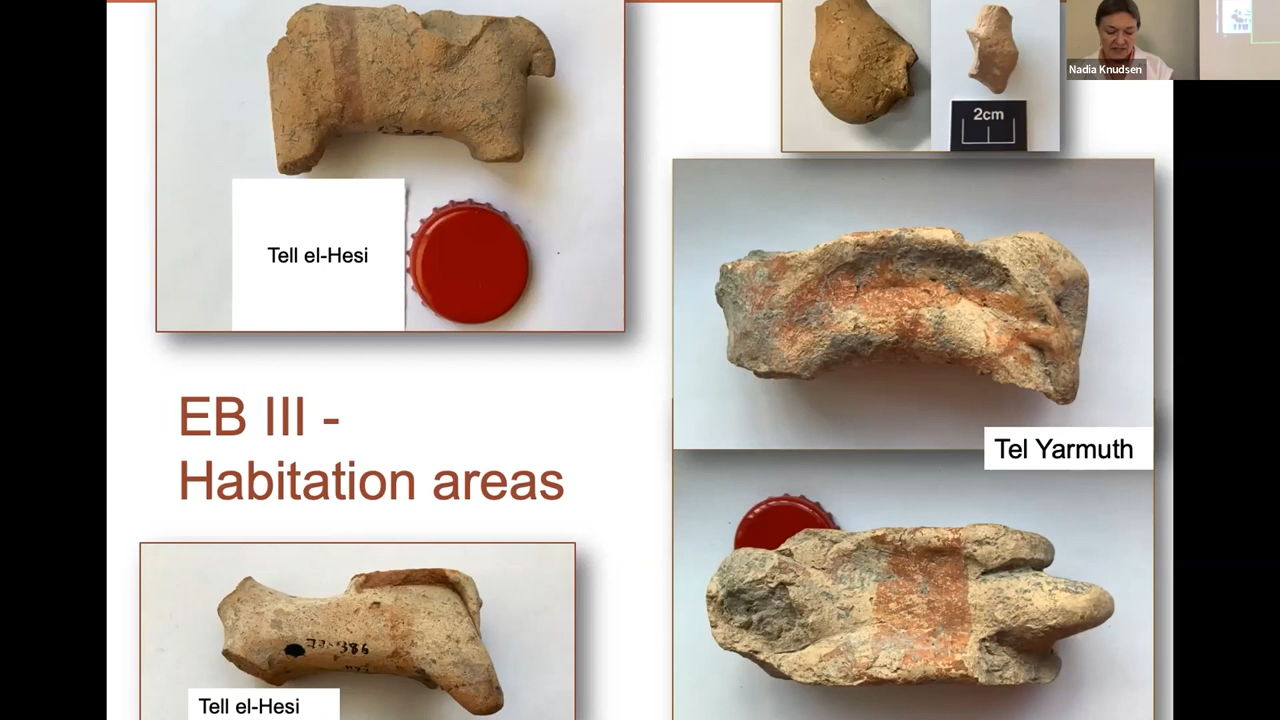 2cm
Nadia Knudsen
Tell el-Hesi
EB III -
Habitation areas
Tel Yarmuth
Tell el-Hesi